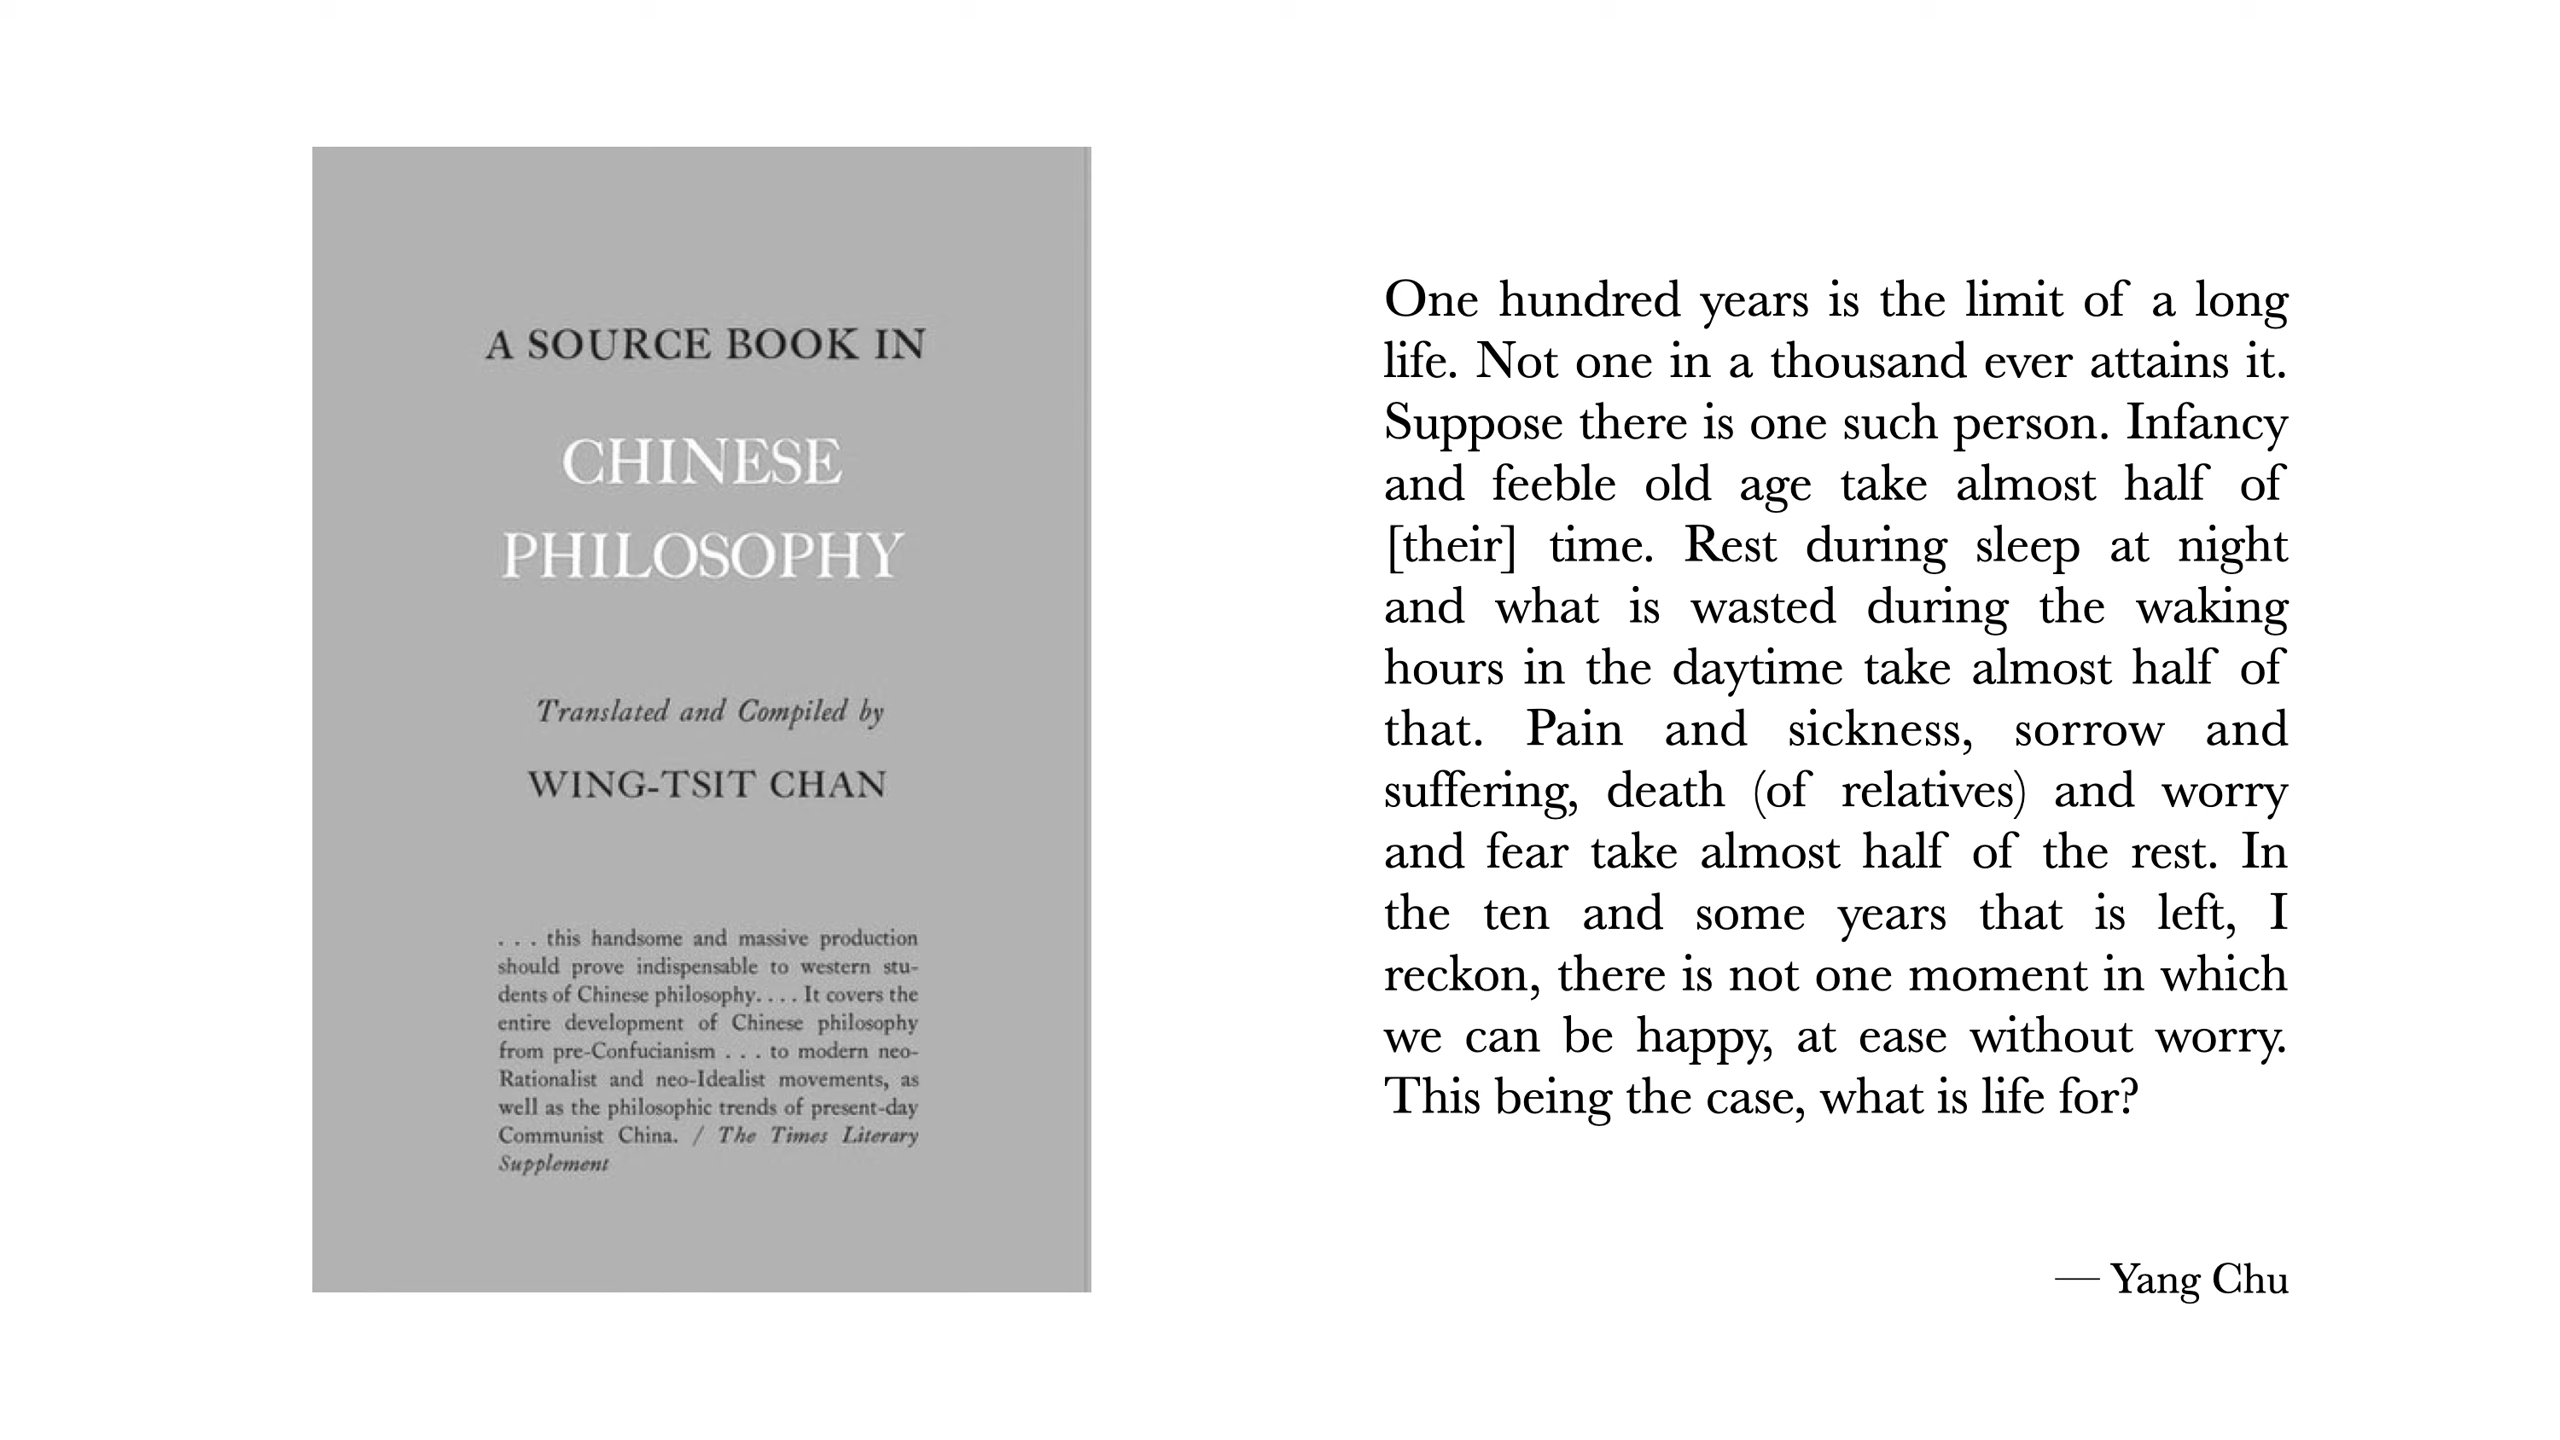 A SOURCE BOOK IN
CHINESE
PHILOSOPHY
Translated and Compiled by
WING-TSIT CHAN
. . . this handsome and massive production
should prove indispensable to western stu-
dents of Chinese philosophy. . . . It covers the
entire development of Chinese philosophy
from pre-Confucianism . . . to modern neo-
Rationalist and neo-Idealist movements, as
well as the philosophic trends of present-day
Communist China. / The Times Literary
Supplement
One hundred years is the limit of a long
life. Not one in a thousand ever attains it.
Suppose there is one such person. Infancy
and feeble old age take almost half of
[their] time. Rest during sleep at night
and what is wasted during the waking
hours in the daytime take almost half of
that. Pain and sickness, sorrow and
suffering, death (of relatives) and worry
and fear take almost half of the rest. In
the ten and some years that is left, I
reckon, there is not one moment in which
we can be happy, at ease without worry.
This being the case, what is life for?
— Yang Chu